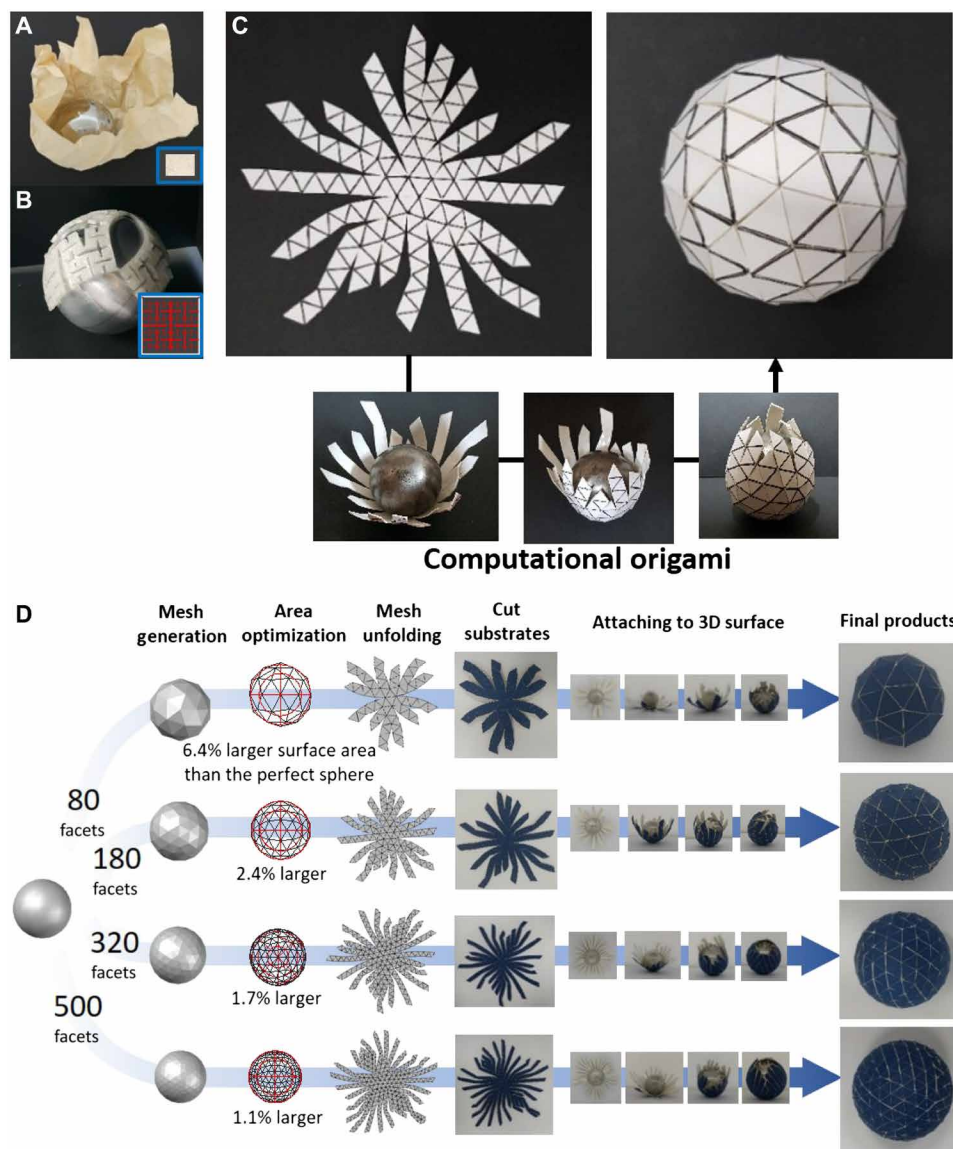 A
B
C
Computational origami
D
Mesh
generation
Area
optimization
Mesh
unfolding
Cut
substrates
Attaching to 3D surface
Final products
6.4% larger surface area
than the perfect sphere
80
facets
2.4% larger
180
facets
1.7% larger
320
facets
1.1% larger
500
facets